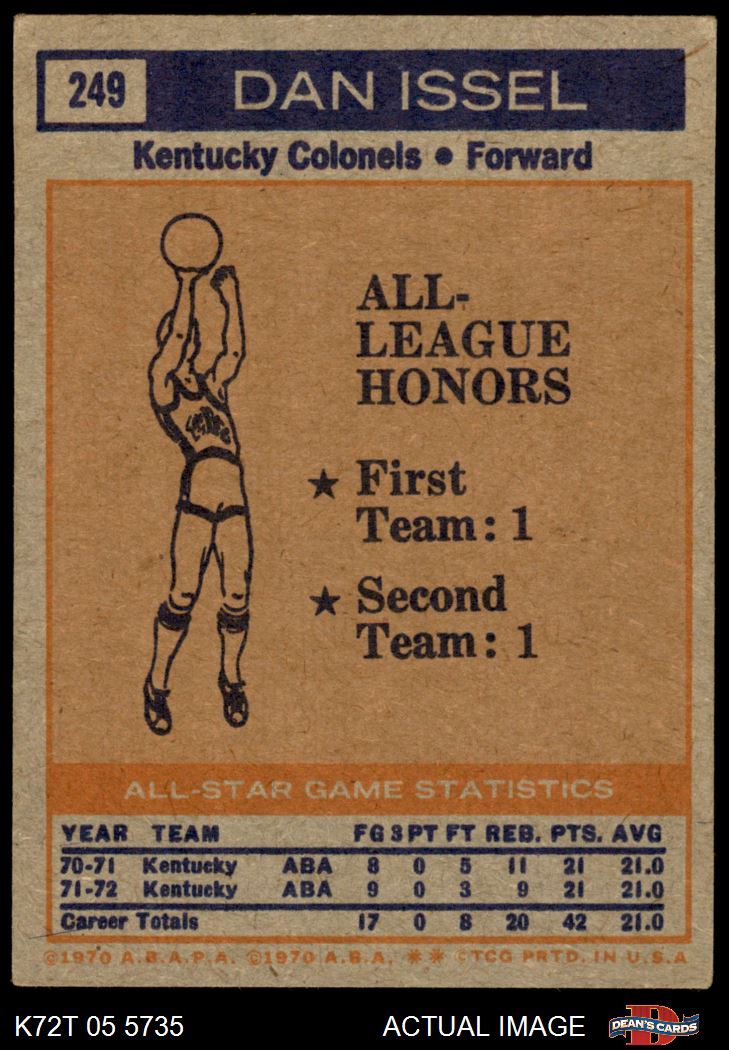 249 DAN ISSEL
Kentucky Colonels • Forward
ALL-
LEAGUE
HONORS
★ First
Team: 1
★ Second
Team: 1
ALL-STAR GAME STATISTICS
YEAR TEAM FG 3PT FT REB. PTS. AVG
70-71 Kentucky ABA 8 0 5 11 21 21.0
71-72 Kentucky ABA 9 0 3 9 21 21.0
Career Totals 17 0 8 20 42 21.0
©1970 A.B.A.P.A. ©1970 A.B.A. ** ©TCG PRTD. IN U.S.A
K72T 05 5735 ACTUAL IMAGE DEAN'S CARDS